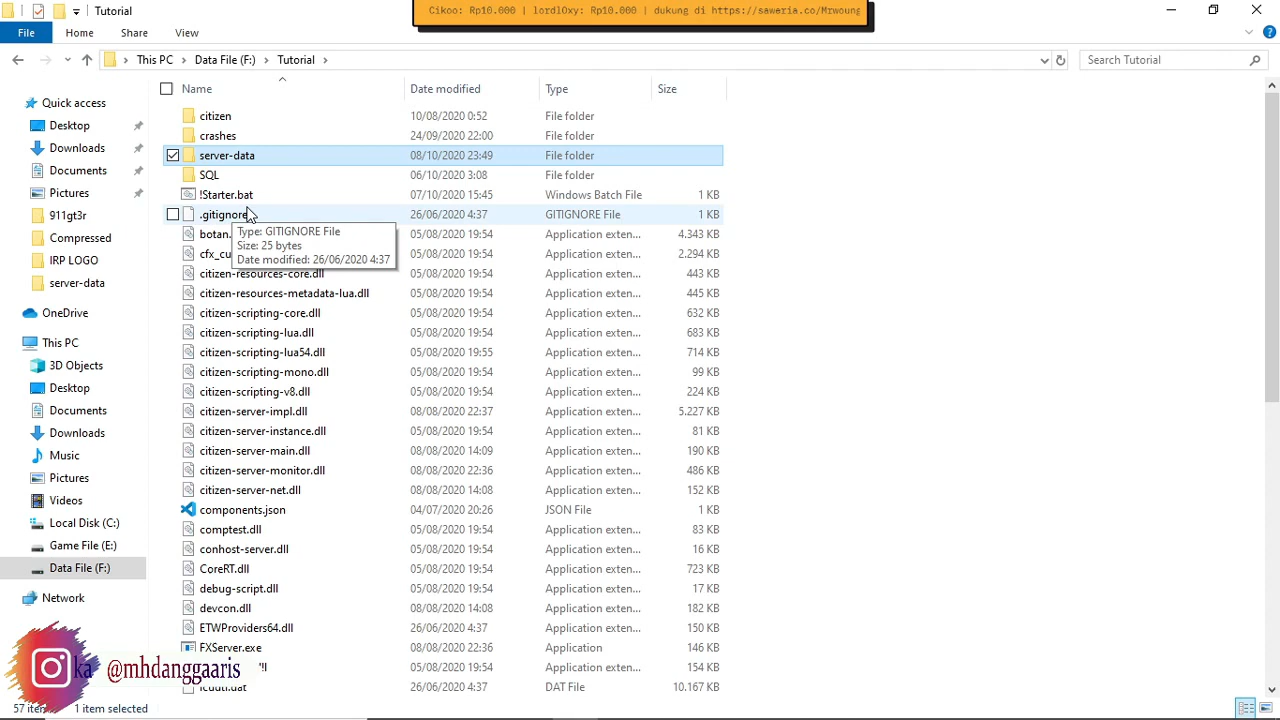 Tutorial
Cikoo: Rp10.000 | lordl0xy: Rp10.000 | dukung di https://saweria.co/Mrwoung
File Home Share View
This PC Data File (F:) Tutorial
Search Tutorial
Name Date modified Type Size
Quick access
Desktop
Downloads
Documents
Pictures
911gt3r
Compressed
IRP LOGO
server-data
OneDrive
This PC
3D Objects
Desktop
Documents
Downloads
Music
Pictures
Videos
Local Disk (C:)
Game File (E:)
Data File (F:)
Network
citizen 10/08/2020 0:52 File folder
crashes 24/09/2020 22:00 File folder
server-data 08/10/2020 23:49 File folder
SQL 06/10/2020 3:08 File folder
!Starter.bat 07/10/2020 15:45 Windows Batch File 1 KB
.gitignore 26/06/2020 4:37 GITIGNORE File 1 KB
botan. 05/08/2020 19:54 Application exten... 4.343 KB
cfx_cu 05/08/2020 19:54 Application exten... 2.294 KB
Type: GITIGNORE File
Size: 25 bytes
Date modified: 26/06/2020 4:37
citizen-resources-core.dll 05/08/2020 19:54 Application exten... 443 KB
citizen-resources-metadata-lua.dll 05/08/2020 19:54 Application exten... 445 KB
citizen-scripting-core.dll 05/08/2020 19:54 Application exten... 632 KB
citizen-scripting-lua.dll 05/08/2020 19:54 Application exten... 683 KB
citizen-scripting-lua54.dll 05/08/2020 19:55 Application exten... 714 KB
citizen-scripting-mono.dll 05/08/2020 19:54 Application exten... 99 KB
citizen-scripting-v8.dll 05/08/2020 19:54 Application exten... 224 KB
citizen-server-impl.dll 08/08/2020 22:37 Application exten... 5.227 KB
citizen-server-instance.dll 05/08/2020 19:54 Application exten... 81 KB
citizen-server-main.dll 08/08/2020 14:09 Application exten... 190 KB
citizen-server-monitor.dll 08/08/2020 22:36 Application exten... 486 KB
citizen-server-net.dll 08/08/2020 14:08 Application exten... 152 KB
components.json 04/07/2020 20:26 JSON File 1 KB
comptest.dll 05/08/2020 19:54 Application exten... 83 KB
conhost-server.dll 05/08/2020 19:54 Application exten... 16 KB
CoreRT.dll 05/08/2020 19:54 Application exten... 723 KB
debug-script.dll 05/08/2020 19:54 Application exten... 17 KB
devcon.dll 08/08/2020 14:08 Application exten... 182 KB
ETWProviders64.dll 26/06/2020 4:37 Application exten... 150 KB
FXServer.exe 08/08/2020 22:36 Application 146 KB
05/08/2020 19:54 Application exten... 154 KB
26/06/2020 4:37 DAT File 10.167 KB
ka @mhdanggaaris
1 item selected